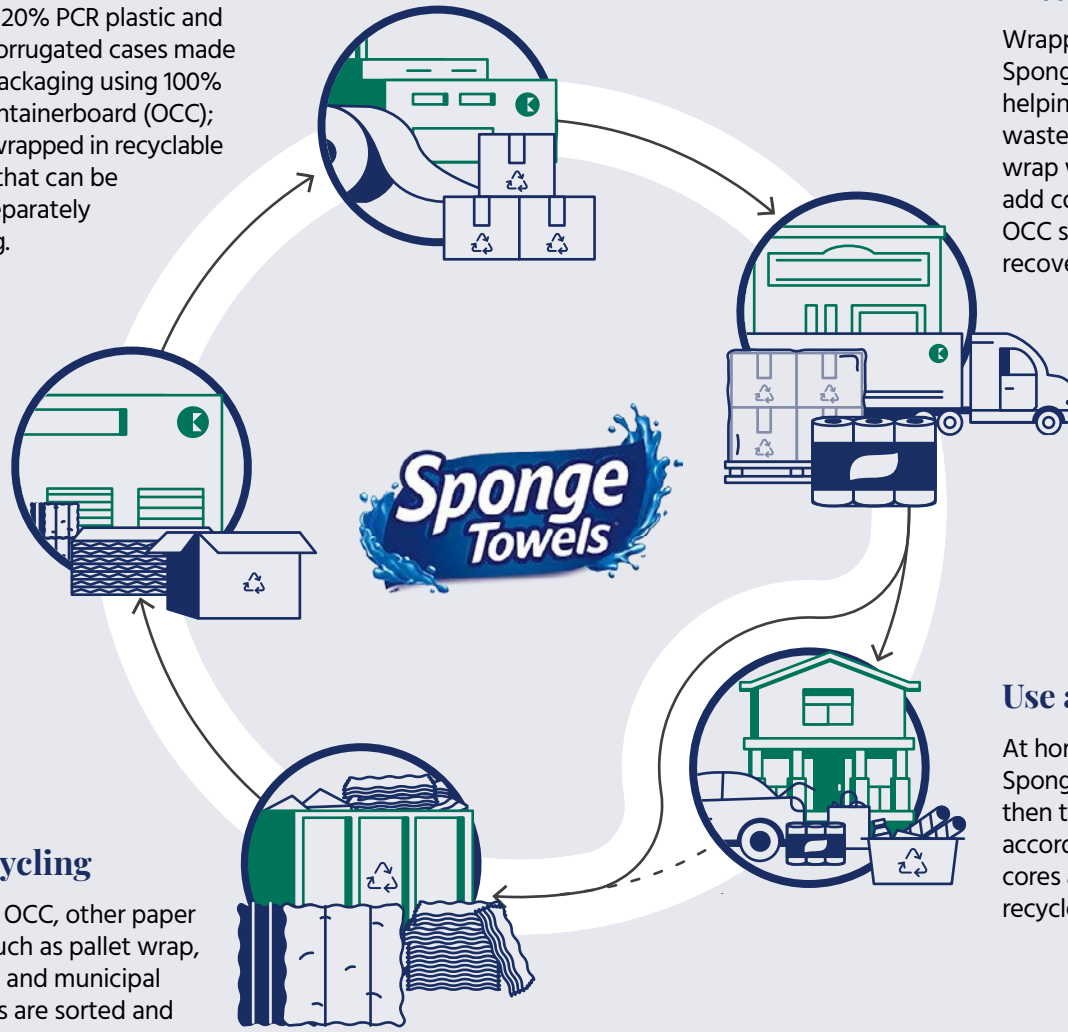 20% PCR plastic and
orrugated cases made
ackaging using 100%
ntainerboard (OCC);
wrapped in recyclable
that can be
eparately
g.
Wrapp
Spong
helpin
waste
wrap
add co
OCC s
recove
Sponge
Towels
Use a
At hor
Spong
then t
accord
cores
recycle
ycling
OCC, other paper
uch as pallet wrap,
and municipal
s are sorted and